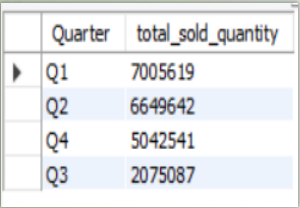 Quarter total_sold_quantity
Q1 7005619
Q2 6649642
Q4 5042541
Q3 2075087